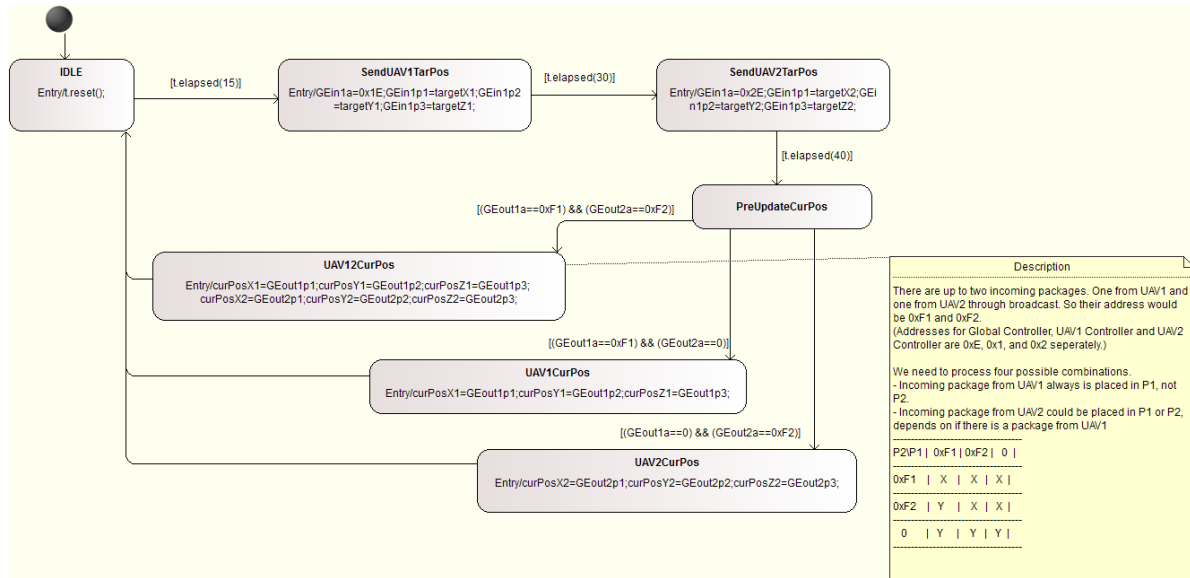 IDLE
Entry/t.reset();
[t.elapsed(15)]
SendUAV1TarPos
Entry/GEin1a=0x1E;GEin1p1=targetX1;GEin1p2
=targetY1;GEin1p3=targetZ1;
[t.elapsed(30)]
SendUAV2TarPos
Entry/GEin1a=0x2E;GEin1p1=targetX2;GEi
n1p2=targetY2;GEin1p3=targetZ2;
[t.elapsed(40)]
PreUpdateCurPos
[(GEout1a==0xF1) && (GEout2a==0xF2)]
UAV12CurPos
Entry/curPosX1=GEout1p1;curPosY1=GEout1p2;curPosZ1=GEout1p3;
curPosX2=GEout2p1;curPosY2=GEout2p2;curPosZ2=GEout2p3;
[(GEout1a==0xF1) && (GEout2a==0)]
UAV1CurPos
Entry/curPosX1=GEout1p1;curPosY1=GEout1p2;curPosZ1=GEout1p3;
[(GEout1a==0) && (GEout2a==0xF2)]
UAV2CurPos
Entry/curPosX2=GEout2p1;curPosY2=GEout2p2;curPosZ2=GEout2p3;
Description
There are up to two incoming packages. One from UAV1 and
one from UAV2 through broadcast. So their address would
be 0xF1 and 0xF2.
(Addresses for Global Controller, UAV1 Controller and UAV2
Controller are 0xE, 0x1, and 0x2 seperately.)
We need to process four possible combinations.
- Incoming package from UAV1 always is placed in P1, not
P2.
- Incoming package from UAV2 could be placed in P1 or P2,
depends on if there is a package from UAV1
------------------------------------
P2\P1 | 0xF1 | 0xF2 | 0 |
------------------------------------
0xF1 | X | X | X |
------------------------------------
0xF2 | Y | X | X |
------------------------------------
0 | Y | Y | Y |
------------------------------------